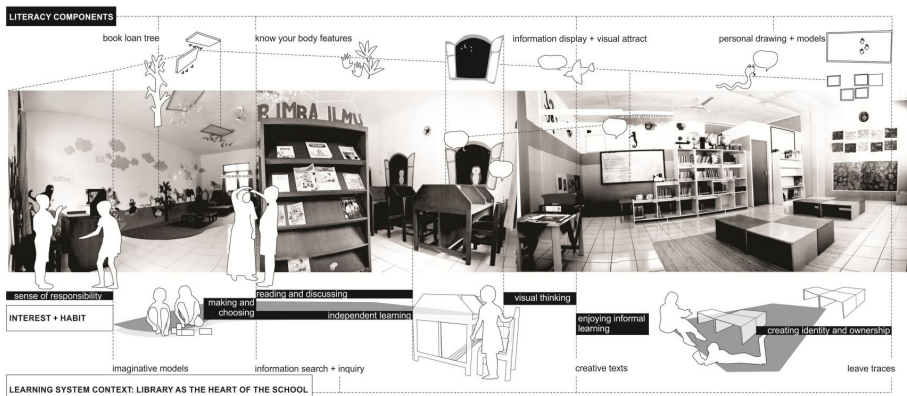 LITERACY COMPONENTS
book loan tree
know your body features
information display + visual attract
personal drawing + models
RIMBA ILMU
sense of responsibility
making and
choosing
reading and discussing
independent learning
visual thinking
enjoying informal
learning
creating identity and ownership
INTEREST + HABIT
imaginative models
information search + inquiry
creative texts
leave traces
LEARNING SYSTEM CONTEXT: LIBRARY AS THE HEART OF THE SCHOOL